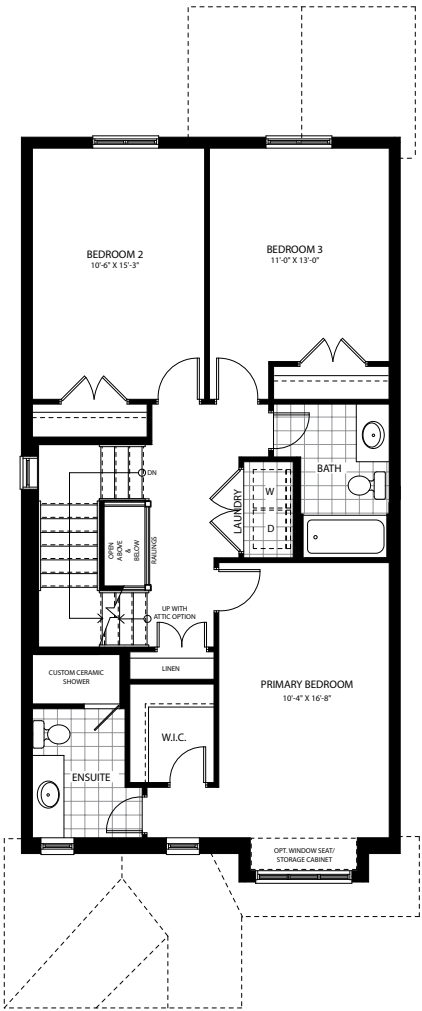 BEDROOM 2
10'-6" X 15'-3"
BEDROOM 3
11'-0" X 13'-0"
DN
BATH
LAUNDRY
W
D
OPEN
ABOVE
&
BELOW
RAILINGS
UP WITH
ATTIC OPTION
LINEN
CUSTOM CERAMIC
SHOWER
PRIMARY BEDROOM
10'-4" X 16'-8"
W.I.C.
ENSUITE
OPT. WINDOW SEAT/
STORAGE CABINET